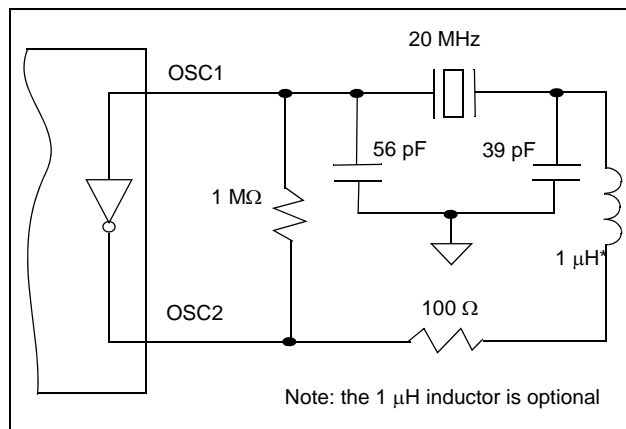 20 MHz
OSC1
56 pF
39 pF
1 MΩ
1 μH*
100 Ω
OSC2
Note: the 1 μH inductor is optional